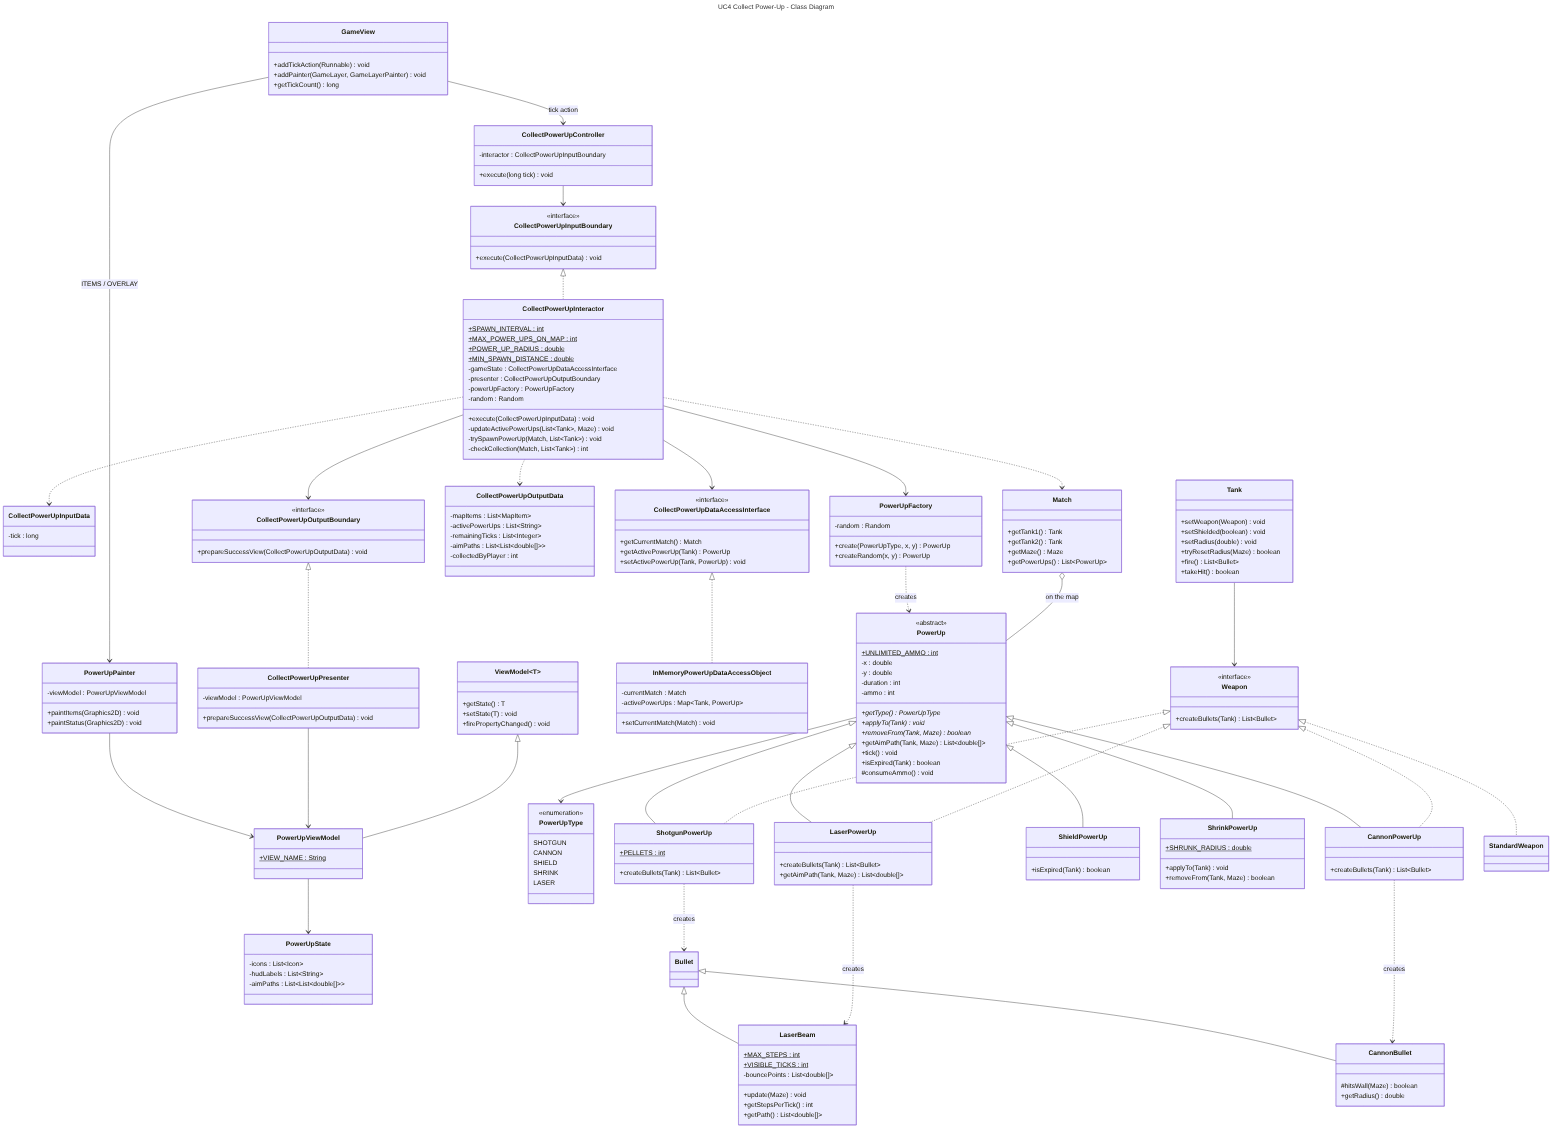 UC4 Collect Power-Up - Class Diagram
GameView
+addTickAction(Runnable) : void
+addPainter(GameLayer, GameLayerPainter) : void
+getTickCount() : long
tick action
CollectPowerUpController
-interactor : CollectPowerUpInputBoundary
+execute(long tick) : void
«interface»
CollectPowerUpInputBoundary
+execute(CollectPowerUpInputData) : void
ITEMS / OVERLAY
CollectPowerUpInteractor
+SPAWN_INTERVAL : int
+MAX_POWER_UPS_ON_MAP : int
+POWER_UP_RADIUS : double
+MIN_SPAWN_DISTANCE : double
-gameState : CollectPowerUpDataAccessInterface
-presenter : CollectPowerUpOutputBoundary
-powerUpFactory : PowerUpFactory
-random : Random
+execute(CollectPowerUpInputData) : void
-updateActivePowerUps(List<Tank>, Maze) : void
-trySpawnPowerUp(Match, List<Tank>) : void
-checkCollection(Match, List<Tank>) : int
CollectPowerUpInputData
-tick : long
«interface»
CollectPowerUpOutputBoundary
+prepareSuccessView(CollectPowerUpOutputData) : void
CollectPowerUpOutputData
-mapItems : List<MapItem>
-activePowerUps : List<String>
-remainingTicks : List<Integer>
-aimPaths : List<List<double[]>>
-collectedByPlayer : int
«interface»
CollectPowerUpDataAccessInterface
+getCurrentMatch() : Match
+getActivePowerUp(Tank) : PowerUp
+setActivePowerUp(Tank, PowerUp) : void
PowerUpFactory
-random : Random
+create(PowerUpType, x, y) : PowerUp
+createRandom(x, y) : PowerUp
Match
+getTank1() : Tank
+getTank2() : Tank
+getMaze() : Maze
+getPowerUps() : List<PowerUp>
Tank
+setWeapon(Weapon) : void
+setShielded(boolean) : void
+setRadius(double) : void
+tryResetRadius(Maze) : boolean
+fire() : List<Bullet>
+takeHit() : boolean
creates
on the map
PowerUpPainter
-viewModel : PowerUpViewModel
+paintItems(Graphics2D) : void
+paintStatus(Graphics2D) : void
CollectPowerUpPresenter
-viewModel : PowerUpViewModel
+prepareSuccessView(CollectPowerUpOutputData) : void
ViewModel<T>
+getState() : T
+setState(T) : void
+firePropertyChanged() : void
InMemoryPowerUpDataAccessObject
-currentMatch : Match
-activePowerUps : Map<Tank, PowerUp>
+setCurrentMatch(Match) : void
«abstract»
PowerUp
+UNLIMITED_AMMO : int
-x : double
-y : double
-duration : int
-ammo : int
+getType() : PowerUpType
+applyTo(Tank) : void
+removeFrom(Tank, Maze) : boolean
+getAimPath(Tank, Maze) : List<double[]>
+tick() : void
+isExpired(Tank) : boolean
#consumeAmmo() : void
«interface»
Weapon
+createBullets(Tank) : List<Bullet>
PowerUpViewModel
+VIEW_NAME : String
«enumeration»
PowerUpType
SHOTGUN
CANNON
SHIELD
SHRINK
LASER
ShotgunPowerUp
+PELLETS : int
+createBullets(Tank) : List<Bullet>
LaserPowerUp
+createBullets(Tank) : List<Bullet>
+getAimPath(Tank, Maze) : List<double[]>
ShieldPowerUp
+isExpired(Tank) : boolean
ShrinkPowerUp
+SHRUNK_RADIUS : double
+applyTo(Tank) : void
+removeFrom(Tank, Maze) : boolean
CannonPowerUp
+createBullets(Tank) : List<Bullet>
StandardWeapon
creates
creates
creates
PowerUpState
-icons : List<Icon>
-hudLabels : List<String>
-aimPaths : List<List<double[]>>
Bullet
LaserBeam
+MAX_STEPS : int
+VISIBLE_TICKS : int
-bouncePoints : List<double[]>
+update(Maze) : void
+getStepsPerTick() : int
+getPath() : List<double[]>
CannonBullet
#hitsWall(Maze) : boolean
+getRadius() : double